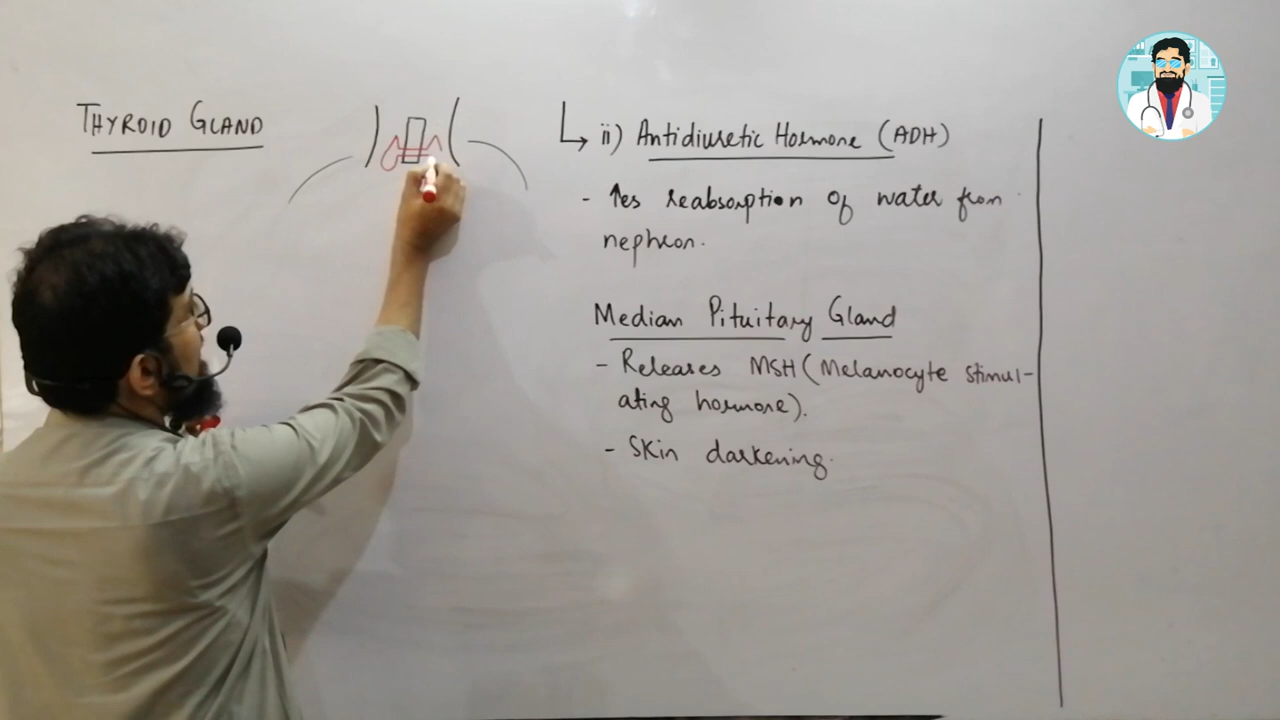 THYROID GLAND
ii) Antidiuretic Hormone (ADH)
- ↑es reabsorption of water from
nephron.
Median Pituitary Gland
- Releases MSH (Melanocyte stimul-
ating hormone).
- Skin darkening.